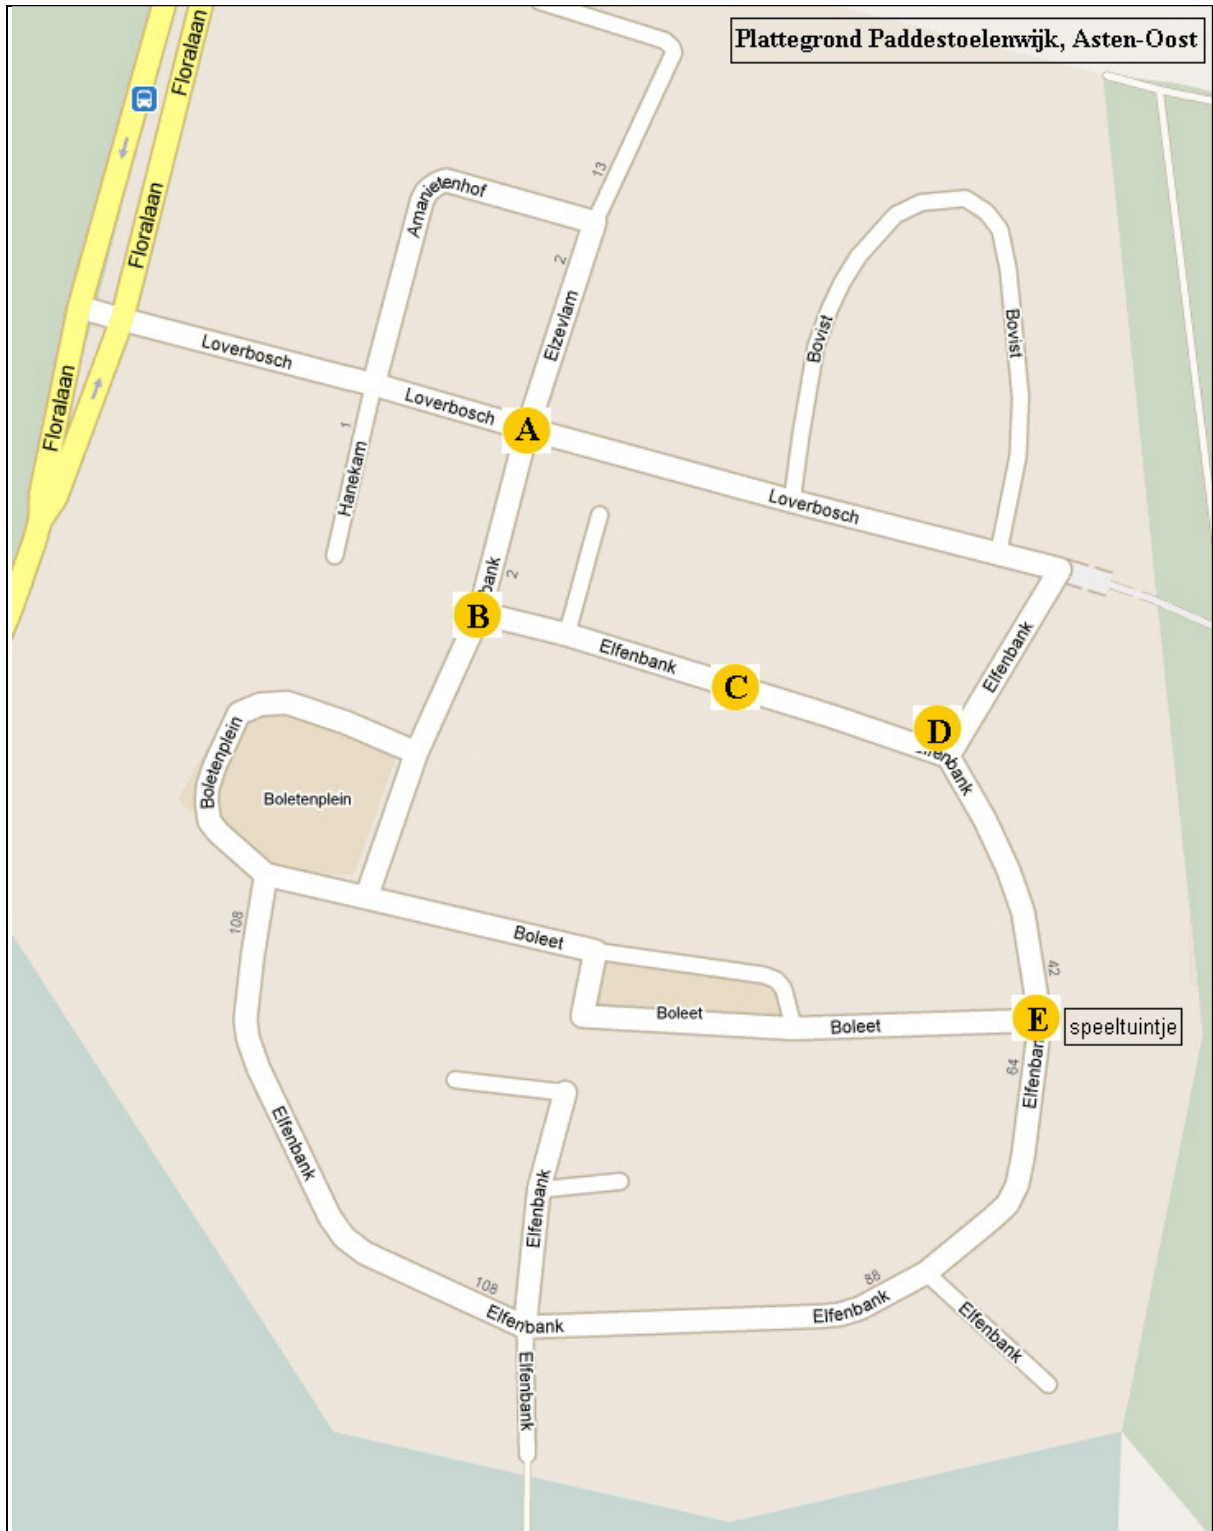 Plattegrond Paddestoelenwijk, Asten-Oost
Floralaan
Floralaan
Floralaan
13
Amanietenhof
2
Elzevlam
Loverbosch
Loverbosch
Bovist
Bovist
1
Hanekam
A
Loverbosch
bank
2
B
Elfenbank
C
Elfenbank
D
Elfenbank
Boletenplein
Boletenplein
108
Boleet
42
Boleet
Boleet
E
speeltuintje
64
Elfenbank
Elfenbank
Elfenbank
108
88
Elfenbank
Elfenbank
Elfenbank
Elfenbank